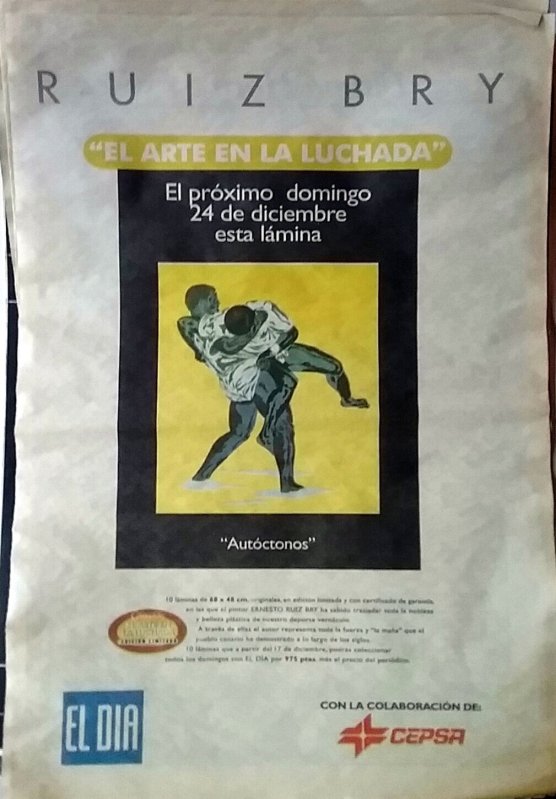 RUIZ BRY
"EL ARTE EN LA LUCHADA"
El próximo domingo
24 de diciembre
esta lámina
"Autóctonos"
10 láminas de 68 x 48 cm, originales, en edición limitada y con certificado de garantía,
en las que el pintor ERNESTO RUIZ BRY ha sabido trasladar toda la nobleza
y belleza plástica de nuestro deporte vernáculo.
A través de ellas el autor representa toda la fuerza y "la maña" que el
pueblo canario ha demostrado a lo largo de los siglos.
10 láminas que a partir del 17 de diciembre, podrás coleccionar
todos los domingos con EL DÍA por 975 ptas. más el precio del periódico.
EDICIÓN LIMITADA
EL DIA
CON LA COLABORACIÓN DE:
CEPSA